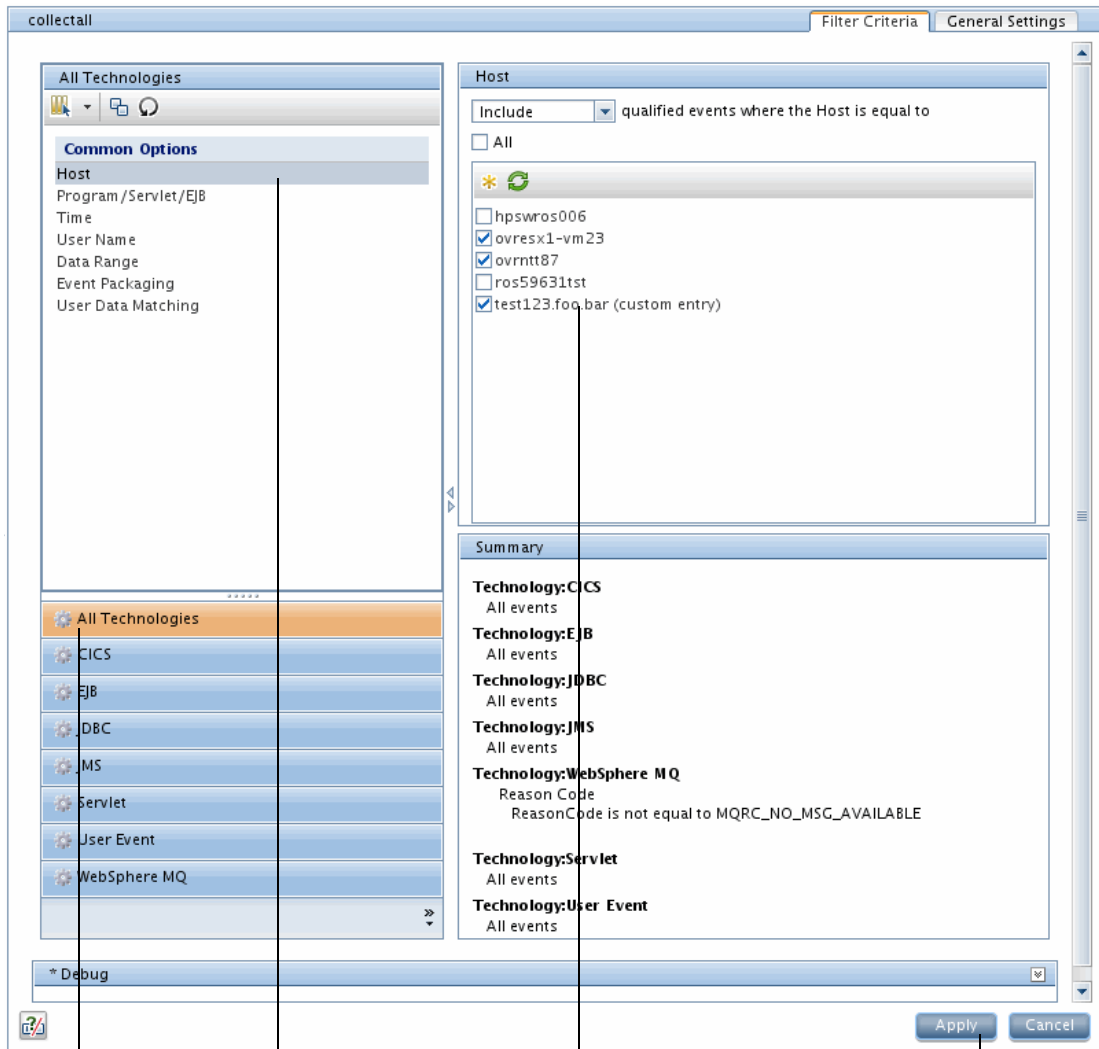 collectall
Filter Criteria
General Settings
All Technologies
Common Options
Host
Program/Servlet/EJB
Time
User Name
Data Range
Event Packaging
User Data Matching
All Technologies
CICS
EJB
JDBC
JMS
Servlet
User Event
WebSphere MQ
Host
Include qualified events where the Host is equal to
All
hpswros006
ovresx1-vm23
ovrntt87
ros59631tst
test123.foo.bar (custom entry)
Summary
Technology:CICS
All events
Technology:EJB
All events
Technology:JDBC
All events
Technology:JMS
All events
Technology:WebSphere MQ
Reason Code
ReasonCode is not equal to MQRC_NO_MSG_AVAILABLE
Technology:Servlet
All events
Technology:User Event
All events
* Debug
Apply
Cancel